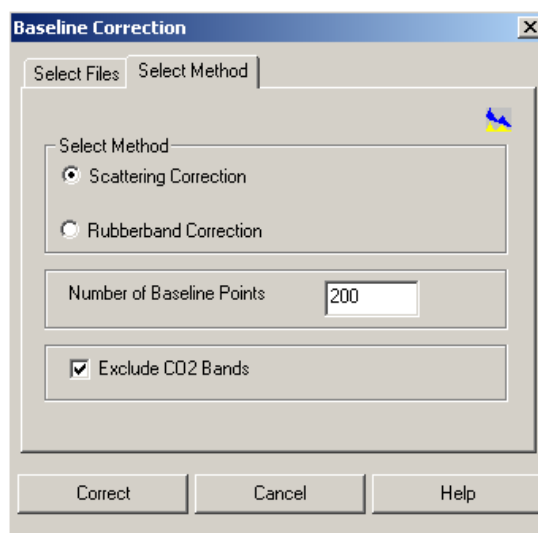 Baseline Correction
Select Files Select Method
Select Method
Scattering Correction
Rubberband Correction
Number of Baseline Points 200
Exclude CO2 Bands
Correct Cancel Help